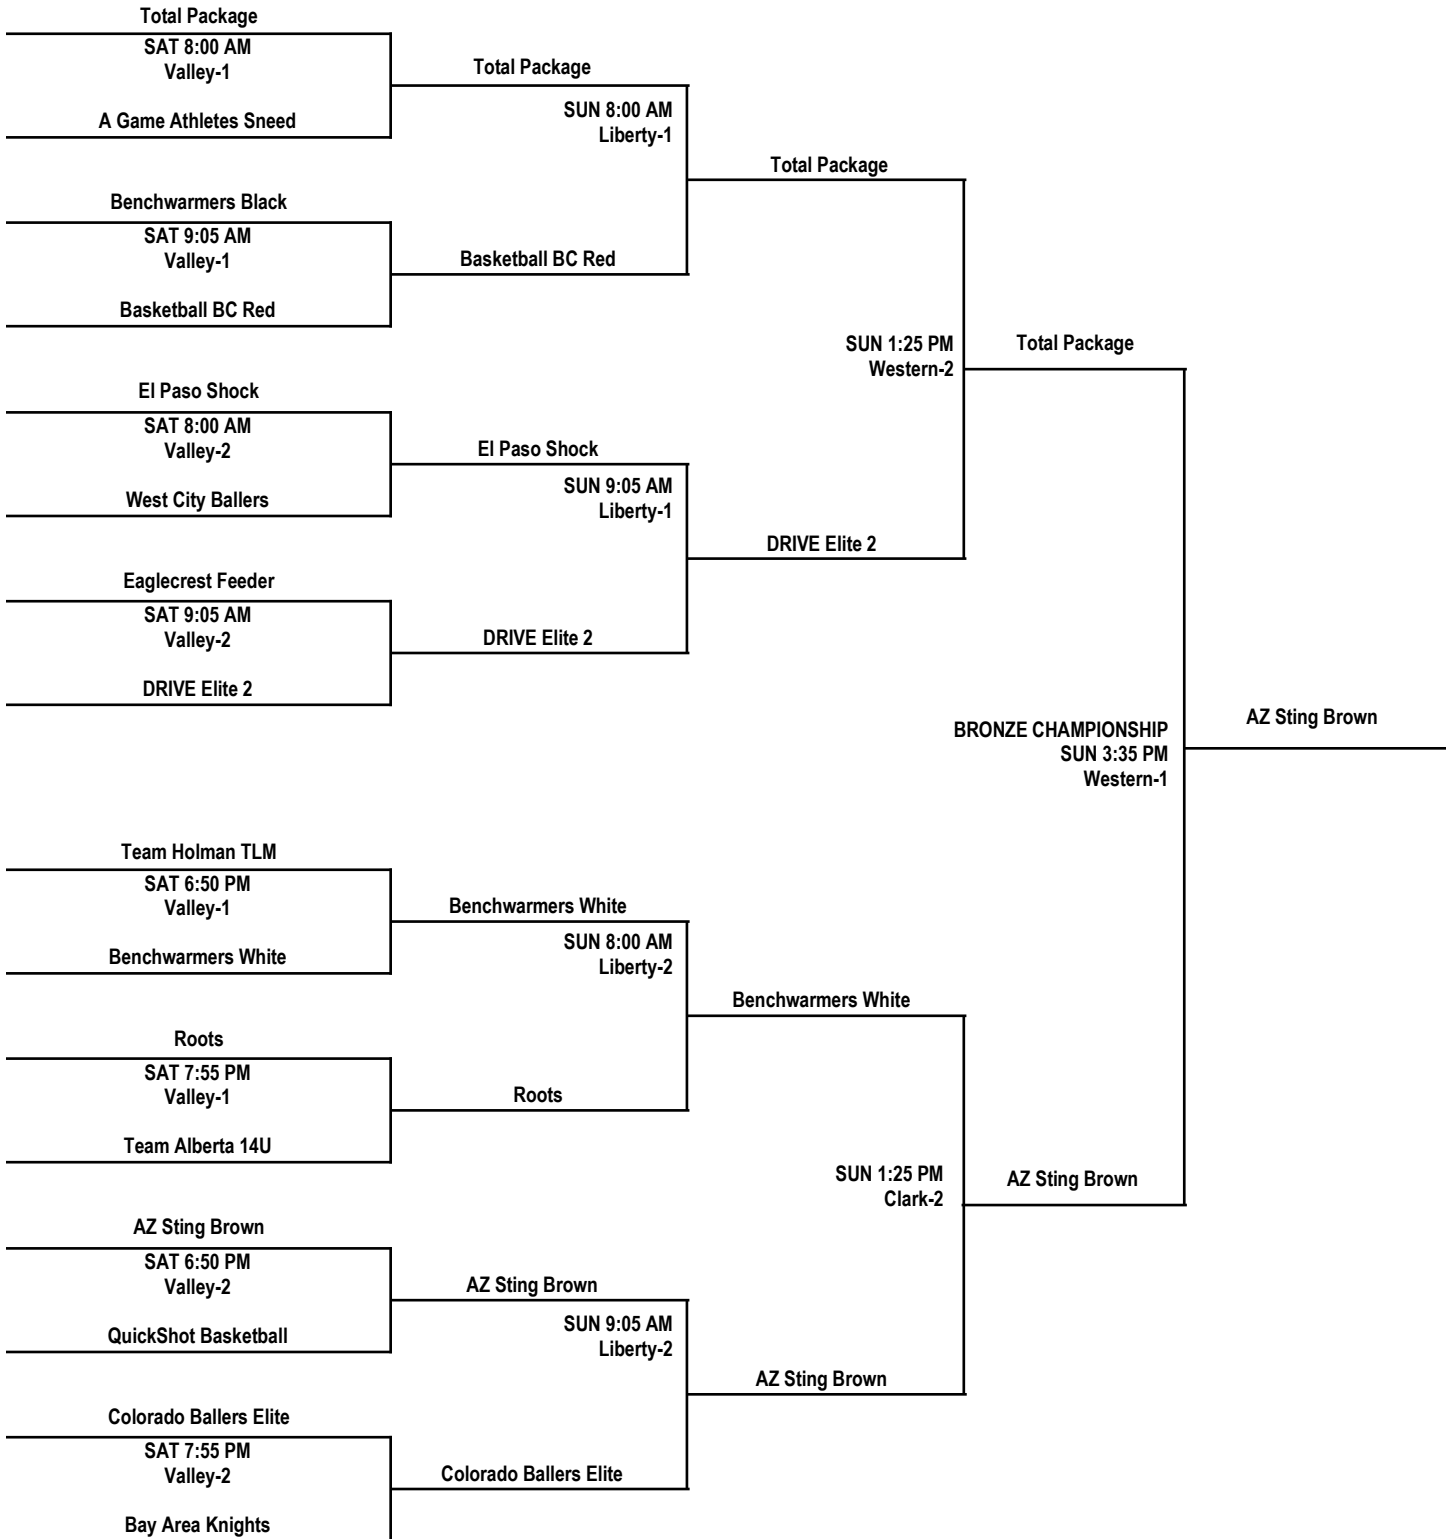 Total Package
SAT 8:00 AM
Valley-1
A Game Athletes Sneed
Total Package
SUN 8:00 AM
Liberty-1
Benchwarmers Black
SAT 9:05 AM
Valley-1
Basketball BC Red
Basketball BC Red
Total Package
SUN 1:25 PM
Western-2
Total Package
El Paso Shock
SAT 8:00 AM
Valley-2
West City Ballers
El Paso Shock
SUN 9:05 AM
Liberty-1
DRIVE Elite 2
Eaglecrest Feeder
SAT 9:05 AM
Valley-2
DRIVE Elite 2
DRIVE Elite 2
BRONZE CHAMPIONSHIP
SUN 3:35 PM
Western-1
AZ Sting Brown
Team Holman TLM
SAT 6:50 PM
Valley-1
Benchwarmers White
Benchwarmers White
SUN 8:00 AM
Liberty-2
Benchwarmers White
Roots
SAT 7:55 PM
Valley-1
Team Alberta 14U
Roots
SUN 1:25 PM
Clark-2
AZ Sting Brown
AZ Sting Brown
SAT 6:50 PM
Valley-2
QuickShot Basketball
AZ Sting Brown
SUN 9:05 AM
Liberty-2
AZ Sting Brown
Colorado Ballers Elite
SAT 7:55 PM
Valley-2
Bay Area Knights
Colorado Ballers Elite